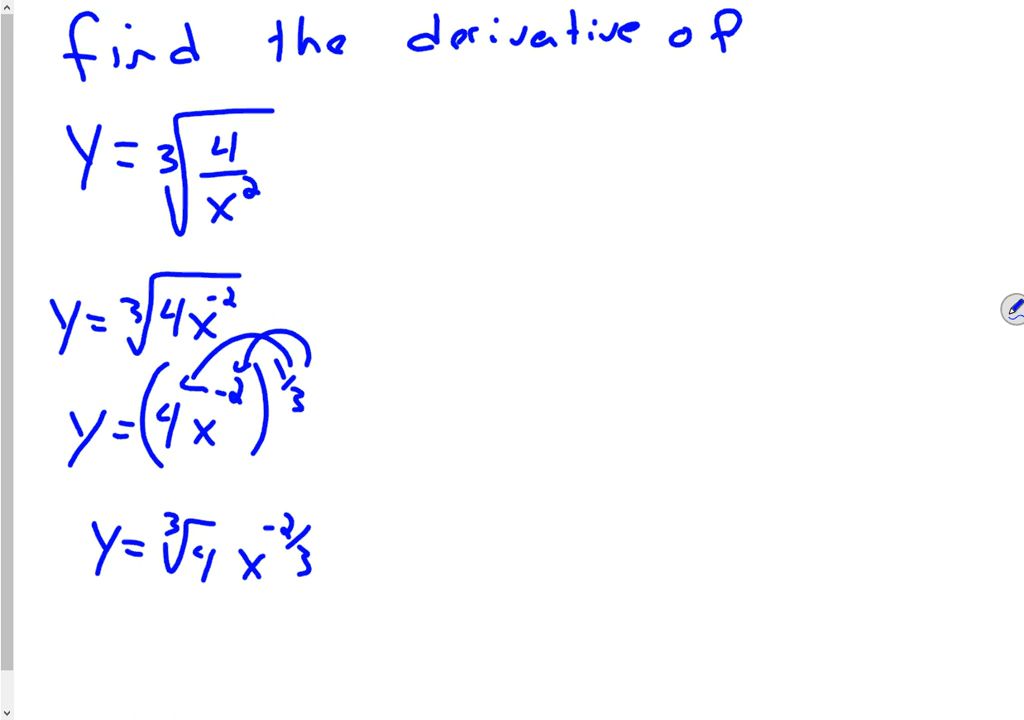 find the derivative of
y = ∛(4/x²)
y = ∛(4x⁻²)
y = (4x⁻²)^(1/3)
y = ∛4 x^(-2/3)